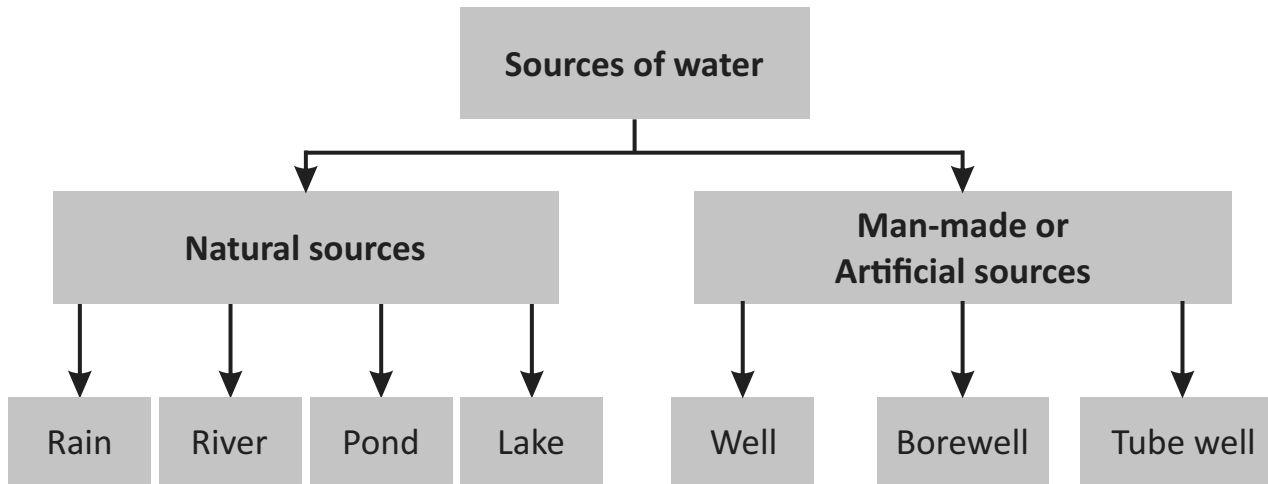 Sources of water
Natural sources
Man-made or
Artificial sources
Rain
River
Pond
Lake
Well
Borewell
Tube well